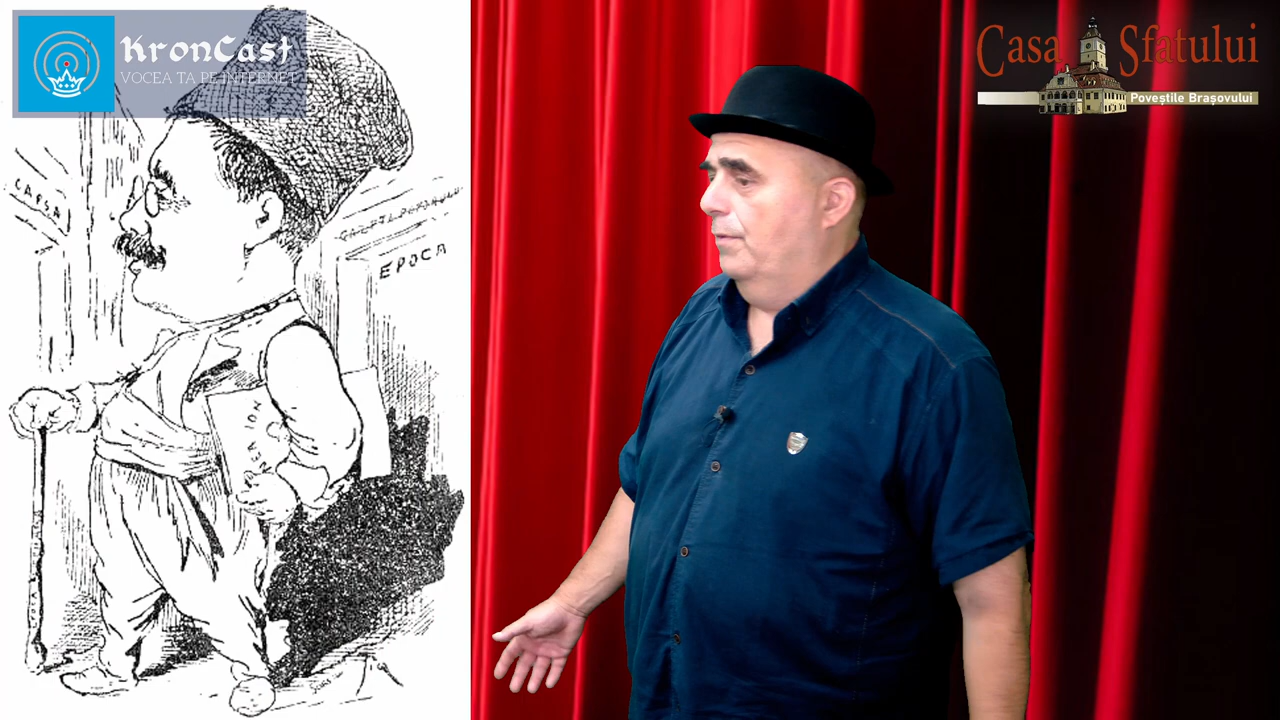 KronCast
VOCEA TA PE INTERNET
Casa Sfatului
Poveștile Brașovului
CAPSA
EPOCA